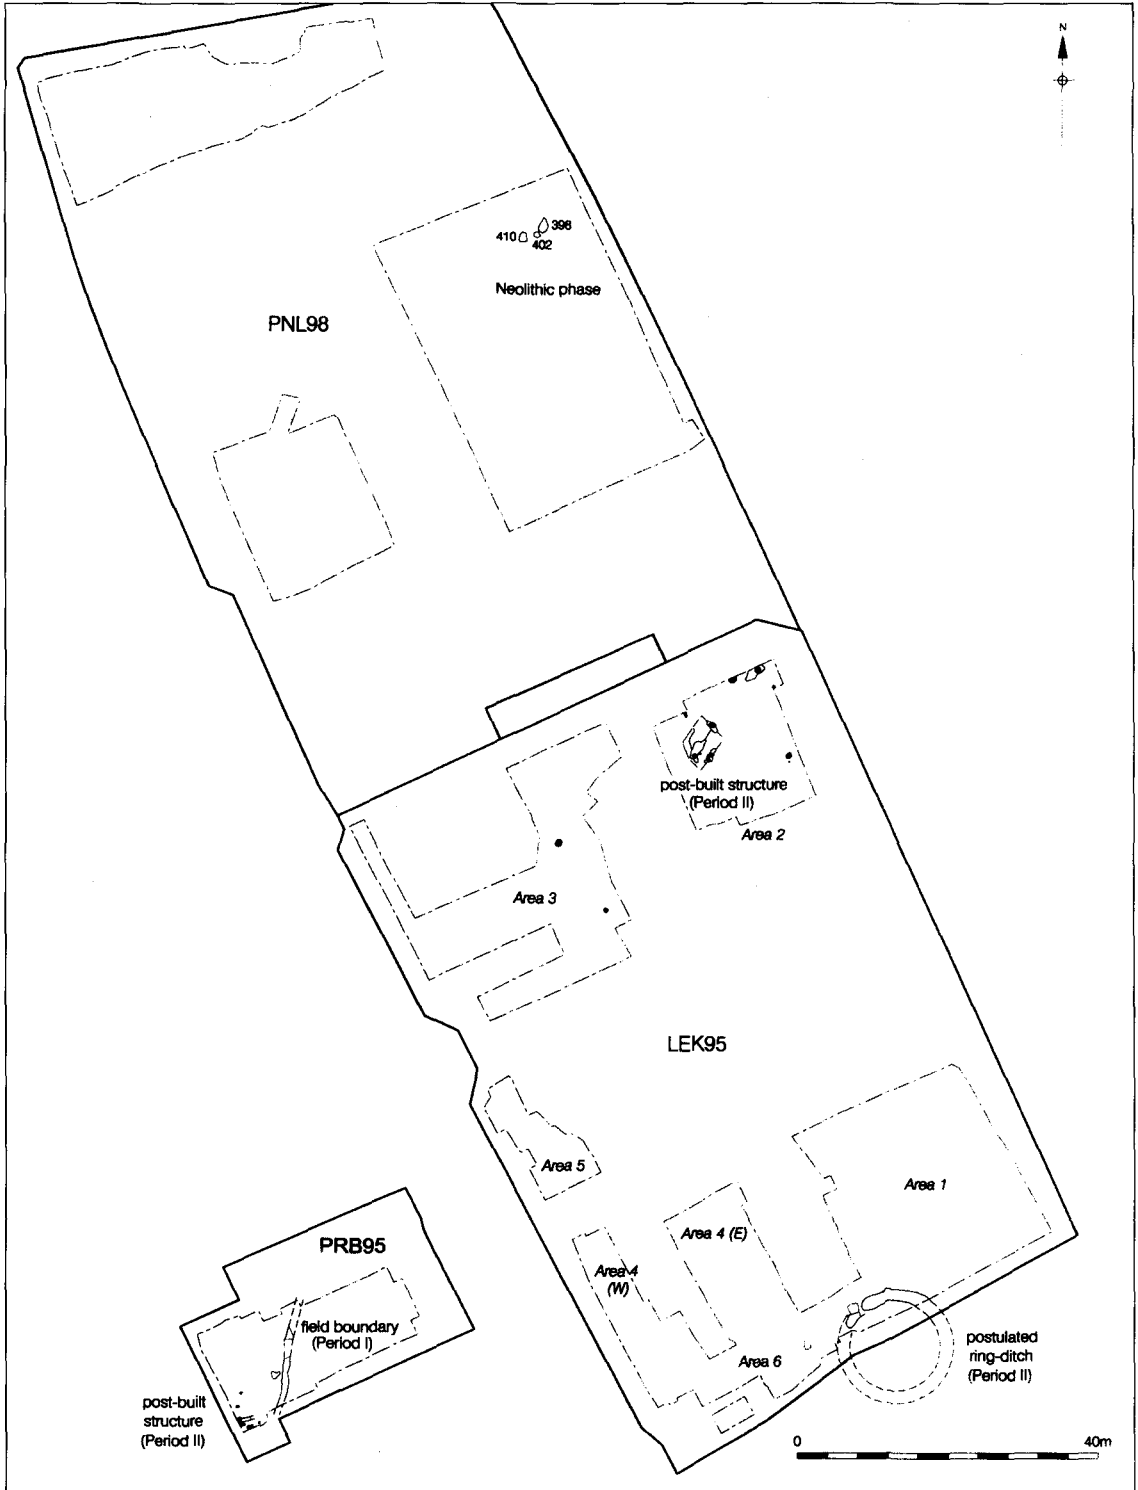 N
398
410
402
Neolithic phase
PNL98
post-built structure
(Period II)
Area 2
Area 3
LEK95
Area 5
Area 1
Area 4 (E)
Area 4
(W)
PRB95
field boundary
(Period I)
Area 6
postulated
ring-ditch
(Period II)
post-built
structure
(Period II)
0
40m